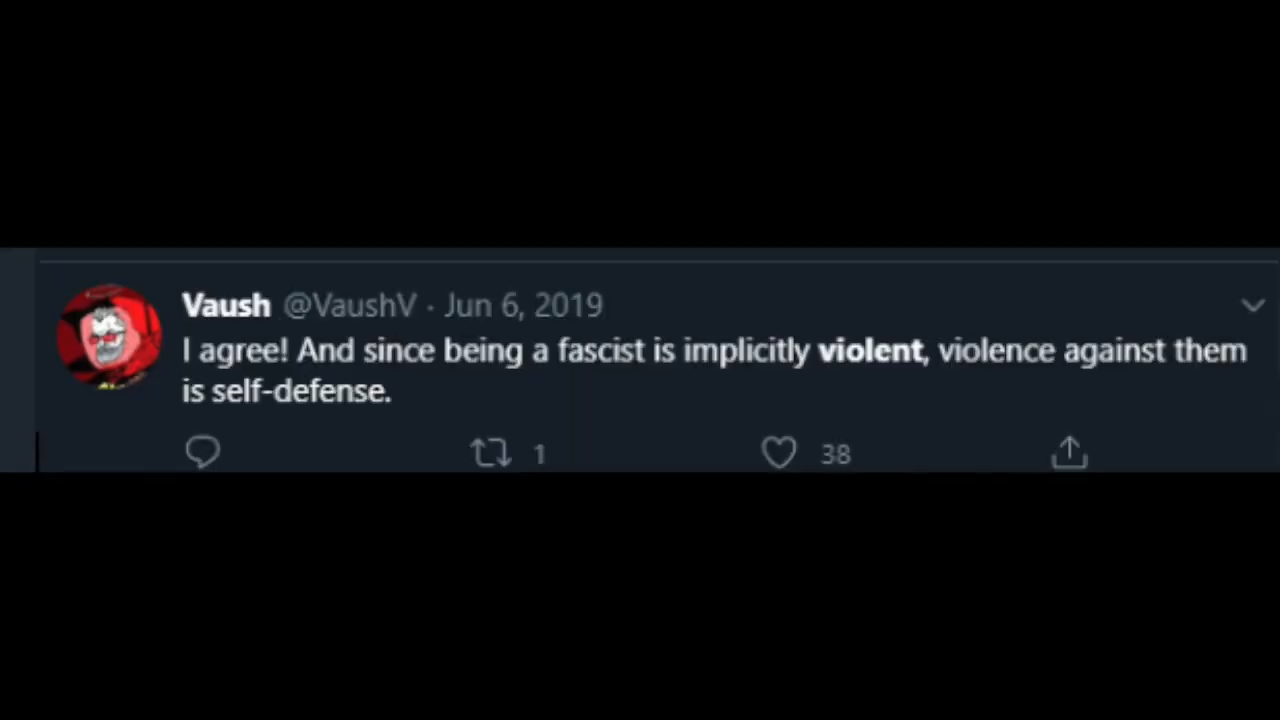 Vaush @VaushV · Jun 6, 2019
I agree! And since being a fascist is implicitly violent, violence against them
is self-defense.
1 38